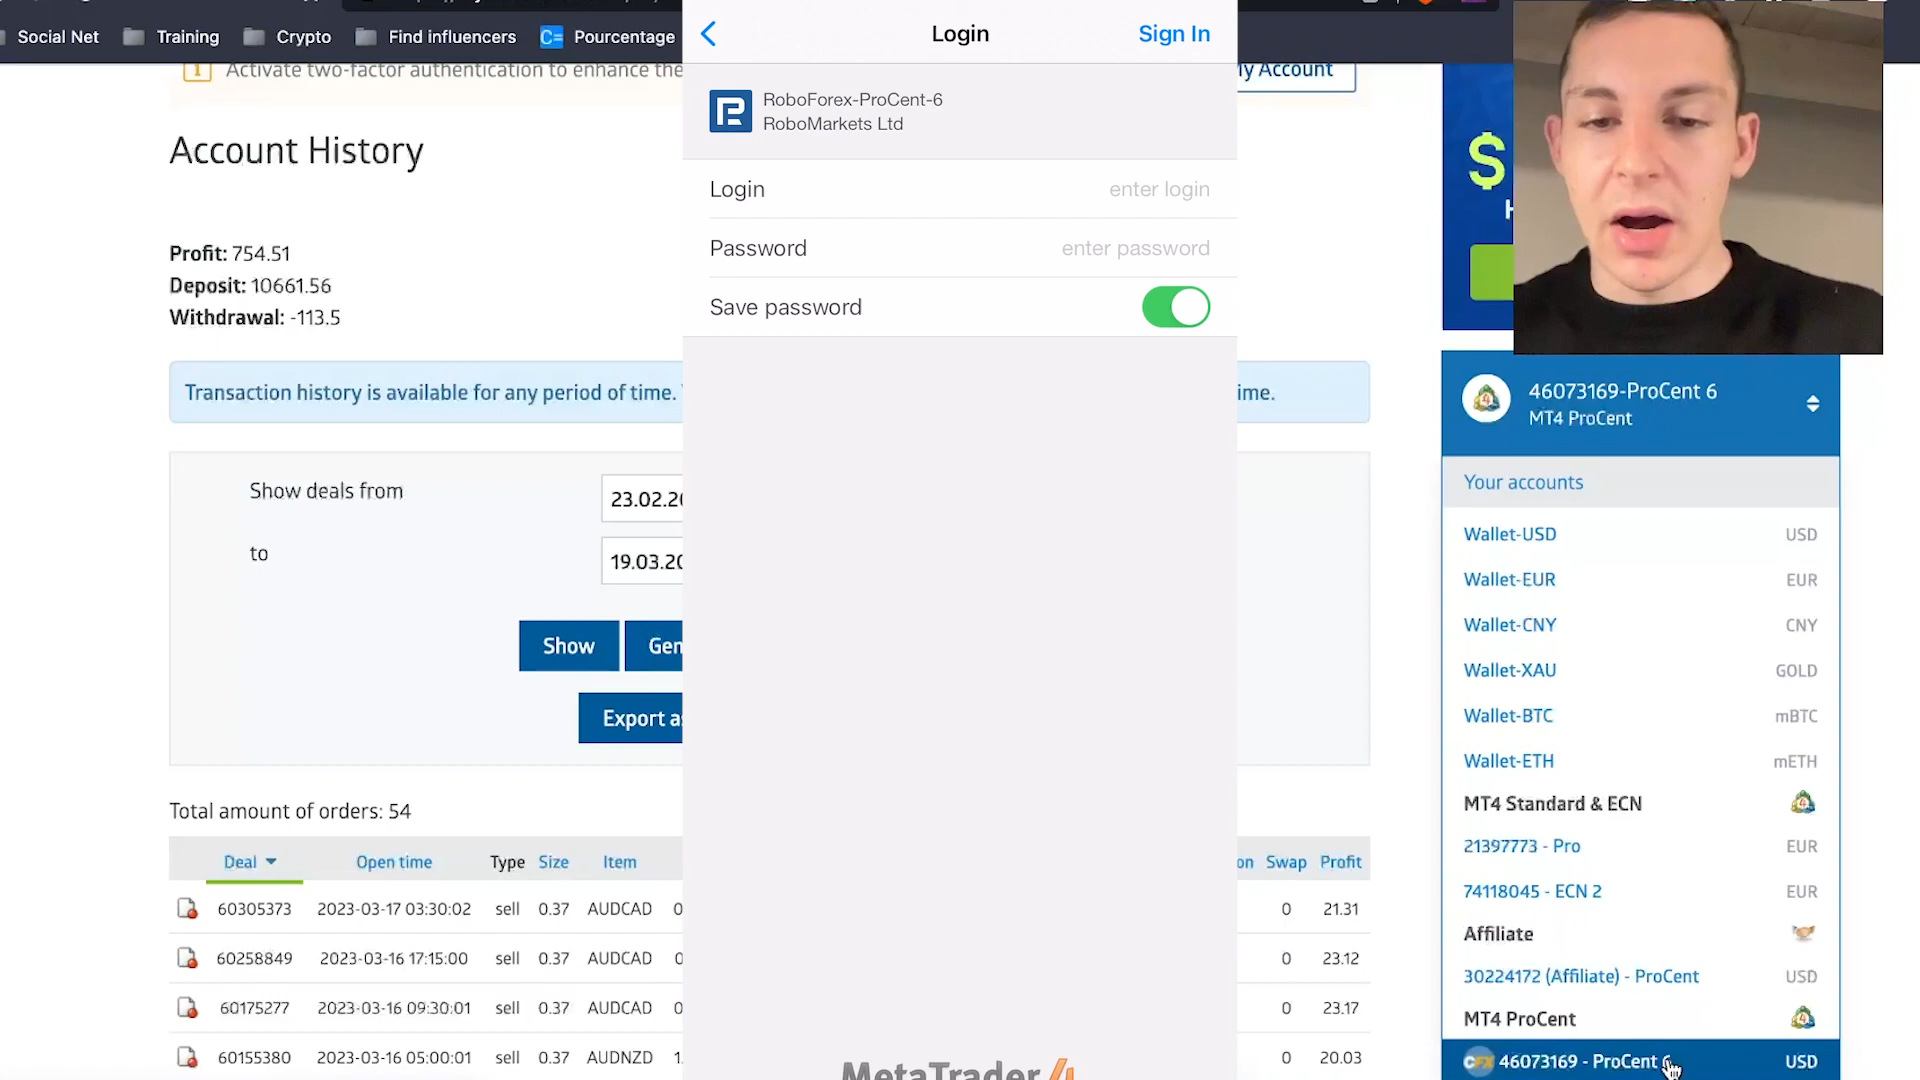 Social Net
Training
Crypto
Find influencers
C= Pourcentage
Login
Sign In
Activate two-factor authentication to enhance the
My Account
RoboForex-ProCent-6
RoboMarkets Ltd
Account History
$
Login enter login
Profit: 754.51
Password enter password
Deposit: 10661.56
Save password
Withdrawal: -113.5
Transaction history is available for any period of time.
ime.
46073169-ProCent 6
MT4 ProCent
Your accounts
Show deals from 23.02.20
Wallet-USD USD
to 19.03.20
Wallet-EUR EUR
Wallet-CNY CNY
Show
Gen
Wallet-XAU GOLD
Export as
Wallet-BTC mBTC
Wallet-ETH mETH
Total amount of orders: 54
MT4 Standard & ECN
21397773 - Pro EUR
Deal Open time Type Size Item on Swap Profit
74118045 - ECN 2 EUR
60305373 2023-03-17 03:30:02 sell 0.37 AUDCAD 0 0 21.31
Affiliate
60258849 2023-03-16 17:15:00 sell 0.37 AUDCAD 0 0 23.12
30224172 (Affiliate) - ProCent USD
60175277 2023-03-16 09:30:01 sell 0.37 AUDCAD 0 0 23.17
MT4 ProCent
60155380 2023-03-16 05:00:01 sell 0.37 AUDNZD 1. 0 20.03
CFX 46073169 - ProCent 6 USD
MetaTrader 4